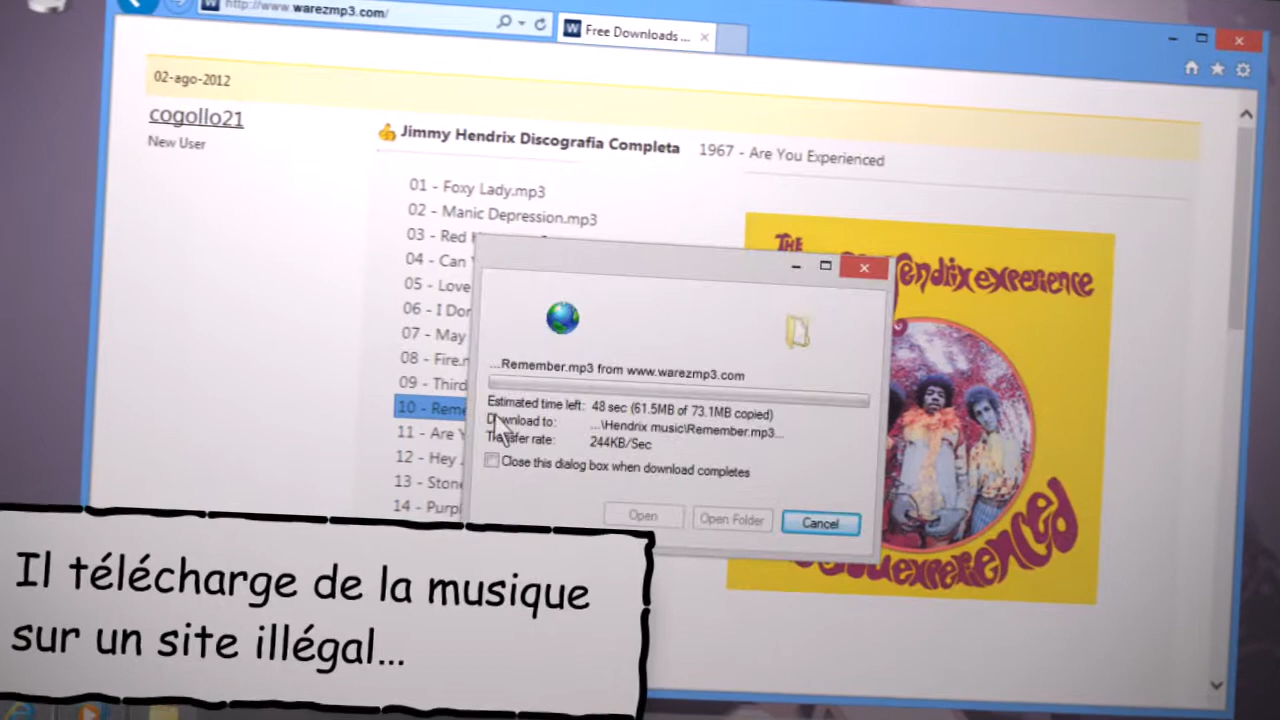 http://www.warezmp3.com/
Free Downloads ...
02-ago-2012
cogollo21
New User
Jimmy Hendrix Discografia Completa
1967 - Are You Experienced
01 - Foxy Lady.mp3
02 - Manic Depression.mp3
03 - Red
04 - Can
05 - Love
06 - I Don
07 - May
08 - Fire.
09 - Third
10 - Reme
11 - Are
12 - Hey
13 - Stone
14 - Purpl
THE
Hendrix experience
experienced
...Remember.mp3 from www.warezmp3.com
Estimated time left: 48 sec (61.5MB of 73.1MB copied)
Download to: ...\Hendrix music\Remember.mp3...
Transfer rate: 244KB/Sec
Close this dialog box when download completes
Open
Open Folder
Cancel
Il télécharge de la musique
sur un site illégal...